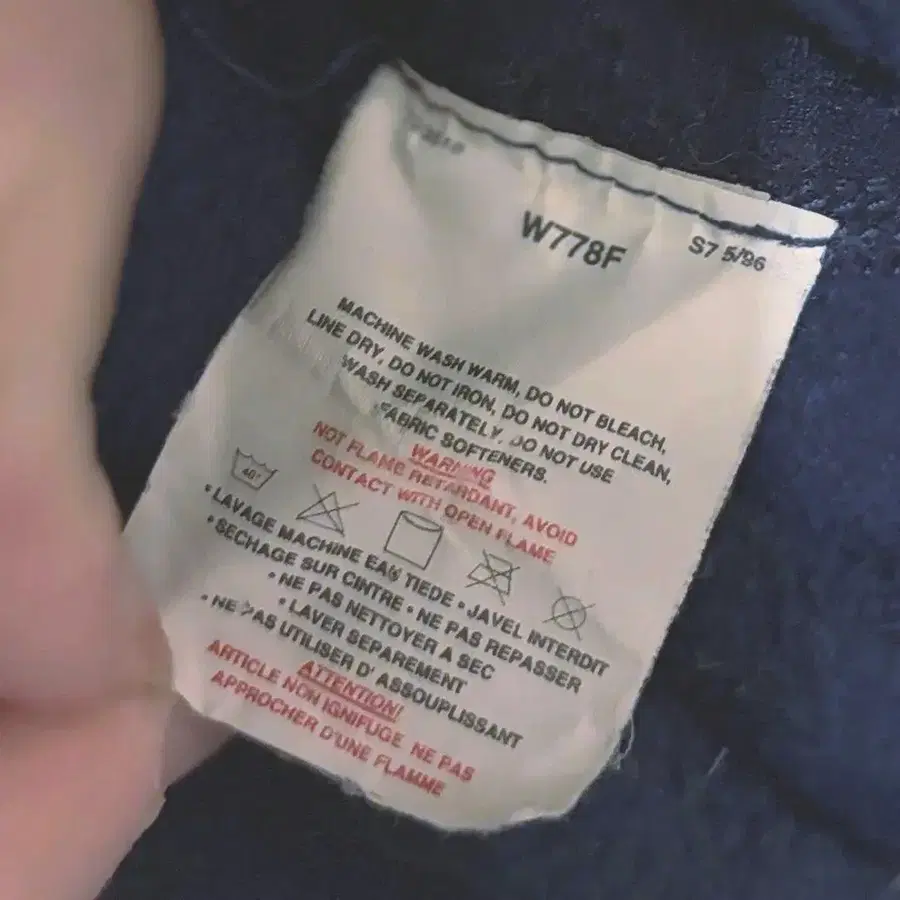 W778F
S7 5/96
MACHINE WASH WARM, DO NOT BLEACH,
LINE DRY, DO NOT IRON, DO NOT DRY CLEAN,
WASH SEPARATELY. DO NOT USE
FABRIC SOFTENERS.
WARNING
NOT FLAME RETARDANT, AVOID
CONTACT WITH OPEN FLAME
40°
• LAVAGE MACHINE EAU TIEDE • JAVEL INTERDIT
• SECHAGE SUR CINTRE • NE PAS REPASSER
• NE PAS NETTOYER A SEC
• LAVER SEPAREMENT
• NE PAS UTILISER D' ASSOUPLISSANT
ATTENTION!
ARTICLE NON IGNIFUGE NE PAS
APPROCHER D'UNE FLAMME